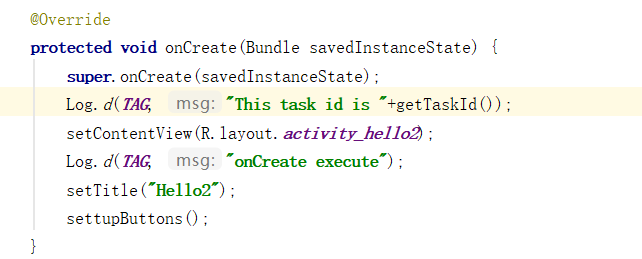 @Override
protected void onCreate(Bundle savedInstanceState) {
super.onCreate(savedInstanceState);
Log.d(TAG, msg: "This task id is "+getTaskId());
setContentView(R.layout.activity_hello2);
Log.d(TAG, msg: "onCreate execute");
setTitle("Hello2");
settupButtons();
}